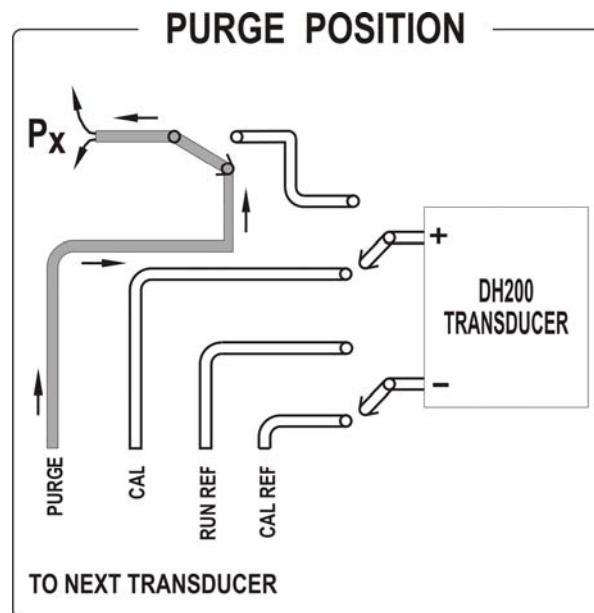 PURGE POSITION
Px
+
DH200
TRANSDUCER
−
PURGE
CAL
RUN REF
CAL REF
TO NEXT TRANSDUCER